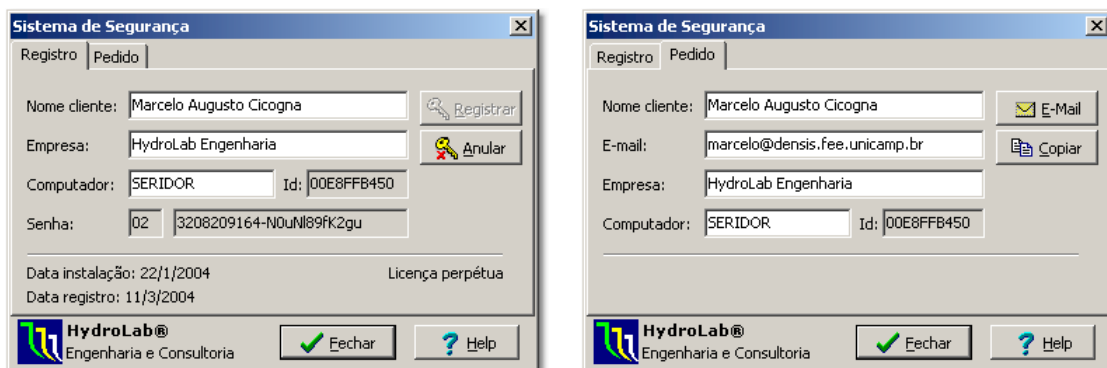 Sistema de Segurança
Registro Pedido
Nome cliente: Marcelo Augusto Cicogna Registrar
Empresa: HydroLab Engenharia Anular
Computador: SERIDOR Id: 00E8FFB450
Senha: 02 3208209164-N0uNl89fK2gu
Data instalação: 22/1/2004 Licença perpétua
Data registro: 11/3/2004
HydroLab®
Engenharia e Consultoria
Fechar Help
Sistema de Segurança
Registro Pedido
Nome cliente: Marcelo Augusto Cicogna E-Mail
E-mail: marcelo@densis.fee.unicamp.br Copiar
Empresa: HydroLab Engenharia
Computador: SERIDOR Id: 00E8FFB450
HydroLab®
Engenharia e Consultoria
Fechar Help